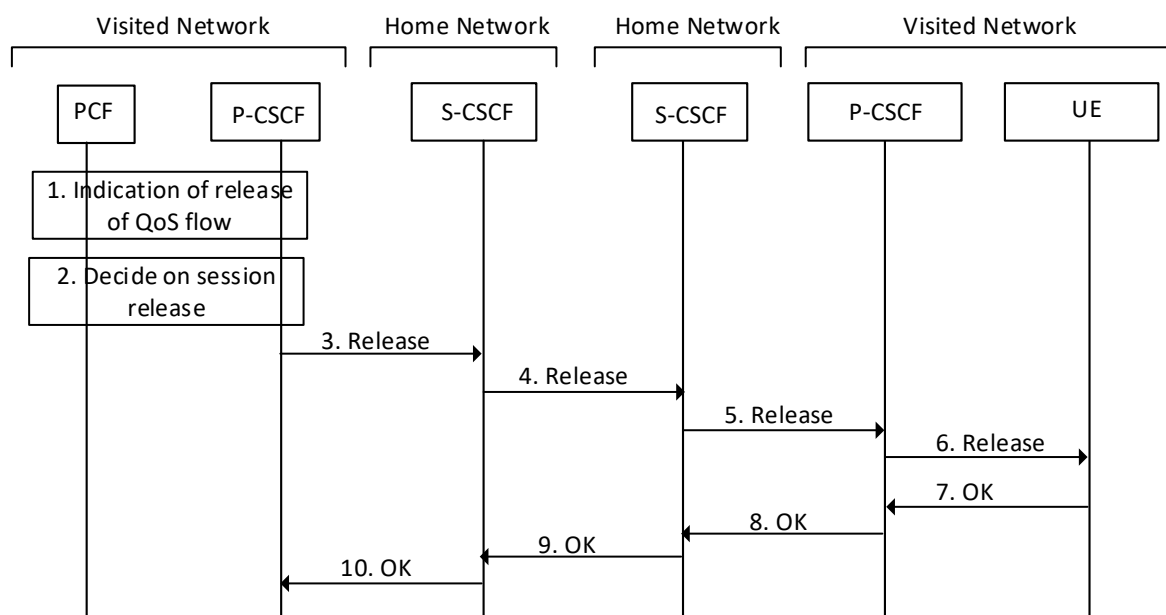 Visited Network
Home Network
Home Network
Visited Network
PCF
P-CSCF
S-CSCF
S-CSCF
P-CSCF
UE
1. Indication of release
of QoS flow
2. Decide on session
release
3. Release
4. Release
5. Release
6. Release
7. OK
8. OK
9. OK
10. OK